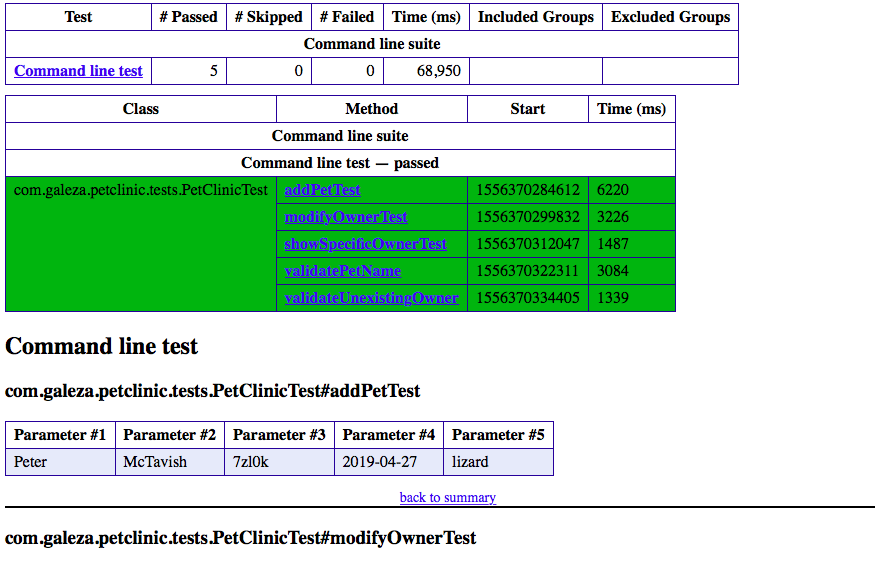 Test # Passed # Skipped # Failed Time (ms) Included Groups Excluded Groups
Command line suite
Command line test 5 0 0 68,950
Class Method Start Time (ms)
Command line suite
Command line test — passed
com.galeza.petclinic.tests.PetClinicTest addPetTest 1556370284612 6220
modifyOwnerTest 1556370299832 3226
showSpecificOwnerTest 1556370312047 1487
validatePetName 1556370322311 3084
validateUnexistingOwner 1556370334405 1339
Command line test
com.galeza.petclinic.tests.PetClinicTest#addPetTest
Parameter #1 Parameter #2 Parameter #3 Parameter #4 Parameter #5
Peter McTavish 7zl0k 2019-04-27 lizard
back to summary
com.galeza.petclinic.tests.PetClinicTest#modifyOwnerTest